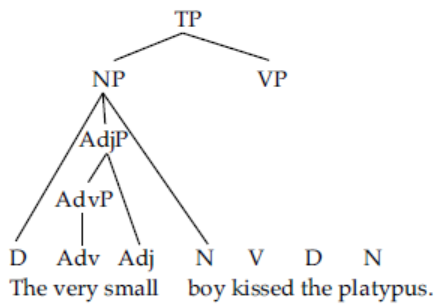 TP
NP VP
AdjP
AdvP
D Adv Adj N V D N
The very small boy kissed the platypus.